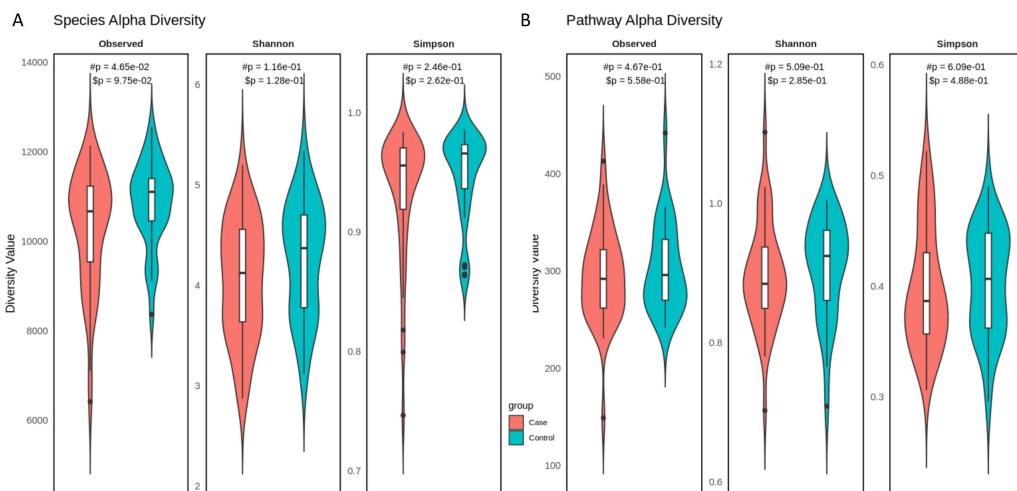 A
Species Alpha Diversity
Observed
Shannon
Simpson
#p = 4.65e-02
$p = 9.75e-02
#p = 1.16e-01
$p = 1.28e-01
#p = 2.46e-01
$p = 2.62e-01
Diversity Value
14000
12000
10000
8000
6000
6
5
4
3
2
1.0
0.9
0.8
0.7
B
Pathway Alpha Diversity
Observed
Shannon
Simpson
#p = 4.67e-01
$p = 5.58e-01
#p = 5.09e-01
$p = 2.85e-01
#p = 6.09e-01
$p = 4.88e-01
Diversity Value
500
400
300
200
100
1.2
1.0
0.8
0.6
0.6
0.5
0.4
0.3
group
Case
Control